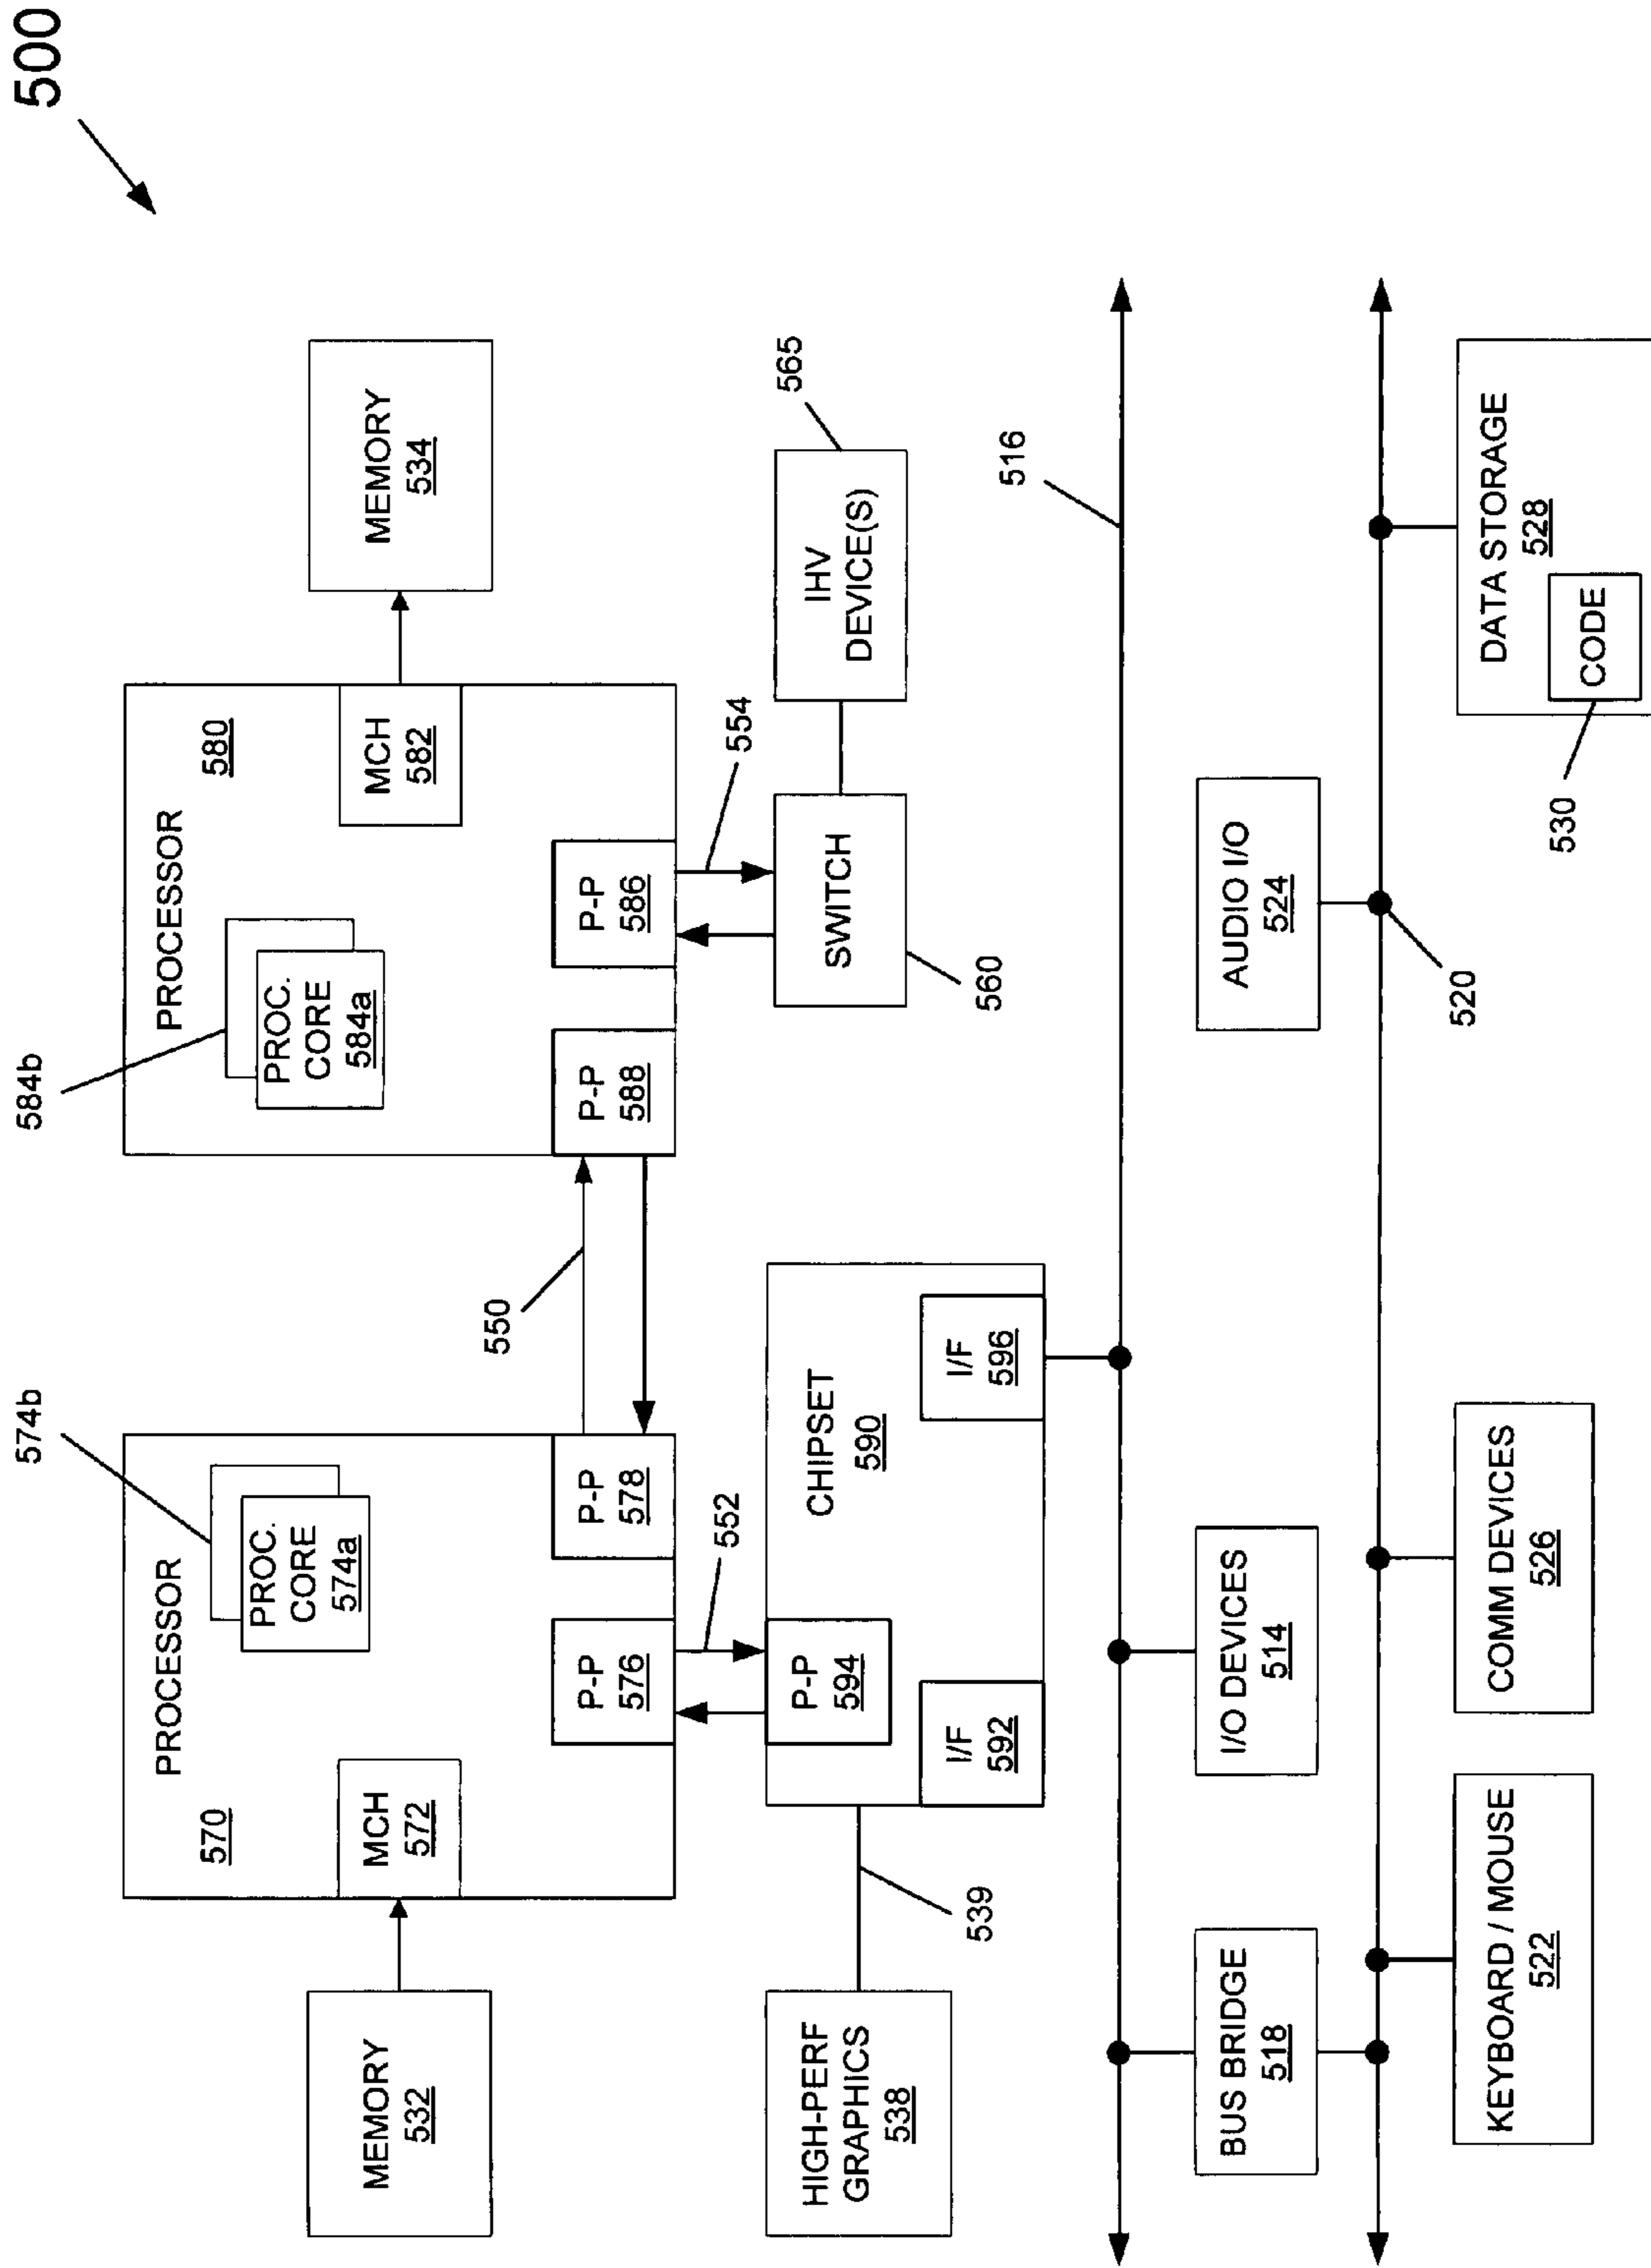 500
574b
584b
PROCESSOR
570
PROC.
CORE
574a
MCH
572
P-P
576
P-P
578
MEMORY
532
550
PROCESSOR
580
PROC.
CORE
584a
MCH
582
P-P
588
P-P
586
MEMORY
534
552
554
HIGH-PERF
GRAPHICS
538
539
P-P
594
CHIPSET
590
I/F
592
I/F
596
SWITCH
560
IHV
DEVICE(S)
565
516
BUS BRIDGE
518
I/O DEVICES
514
AUDIO I/O
524
520
KEYBOARD / MOUSE
522
COMM DEVICES
526
DATA STORAGE
528
CODE
530